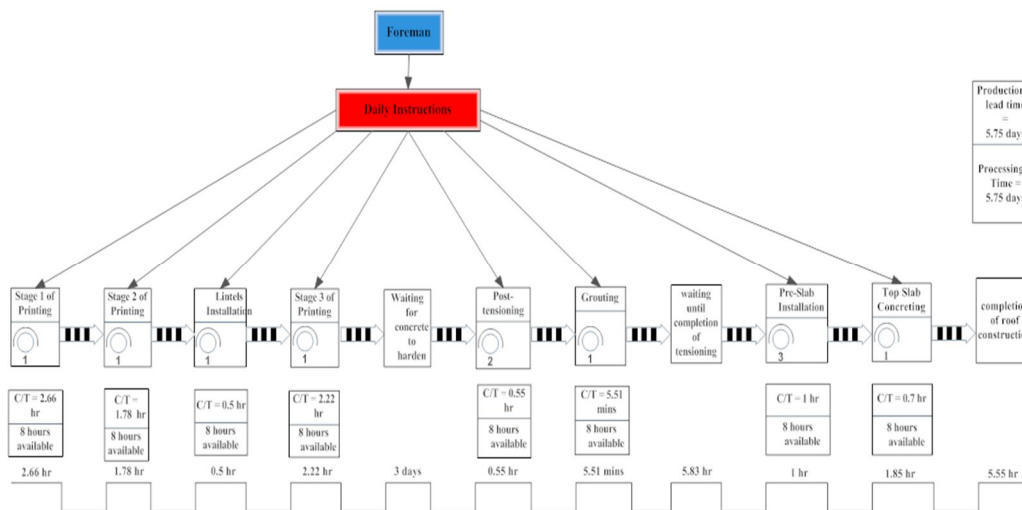 Foreman
Daily Instructions
Production
lead time
=
5.75 days
Processing
Time =
5.75 days
Stage 1 of
Printing
1
Stage 2 of
Printing
1
Lintels
Installation
1
Stage 3 of
Printing
1
Waiting
for
concrete
to
harden
Post-
tensioning
2
Grouting
1
waiting
until
completion
of
tensioning
Pre-Slab
Installation
3
Top Slab
Concreting
1
completion
of roof
construction
C/T = 2.66
hr
8 hours
available
C/T =
1.78 hr
8 hours
available
C/T = 0.5 hr
8 hours
available
C/T = 2.22
hr
8 hours
available
C/T = 0.55
hr
8 hours
available
C/T = 5.51
mins
8 hours
available
C/T = 1 hr
8 hours
available
C/T = 0.7 hr
8 hours
available
2.66 hr
1.78 hr
0.5 hr
2.22 hr
3 days
0.55 hr
5.51 mins
5.83 hr
1 hr
1.85 hr
5.55 hr